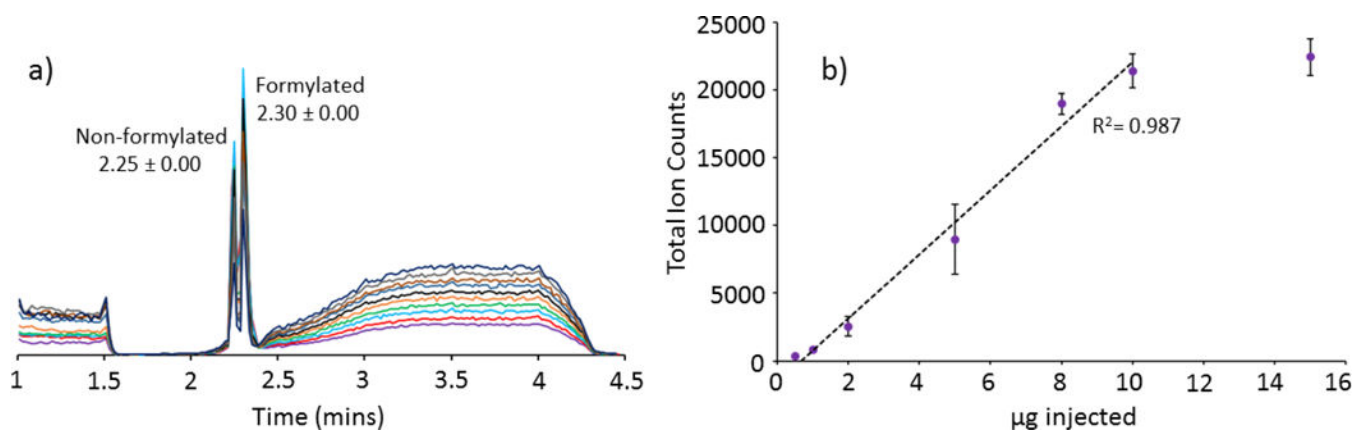 a)
Formylated
2.30 ± 0.00
Non-formylated
2.25 ± 0.00
1 1.5 2 2.5 3 3.5 4 4.5
Time (mins)
b)
Total Ion Counts
25000
20000
15000
10000
5000
0
R²= 0.987
0 2 4 6 8 10 12 14 16
µg injected